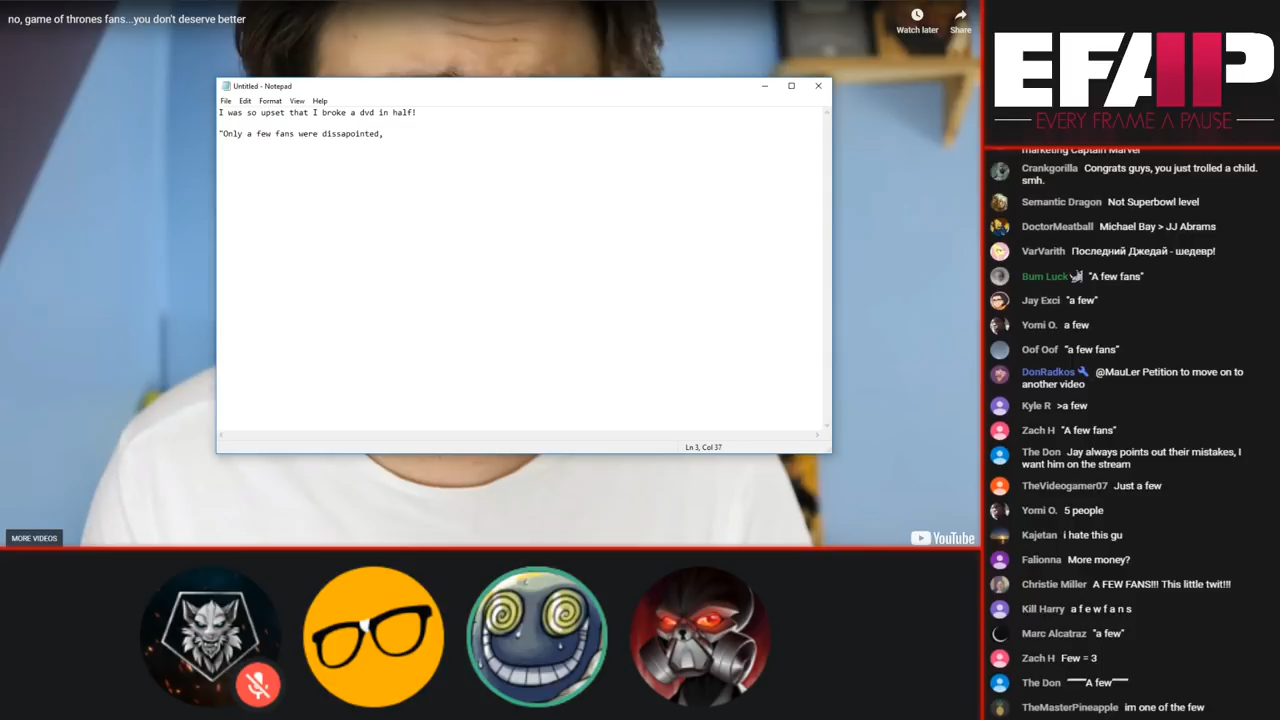 no, game of thrones fans...you don't deserve better
Watch later
Share
Untitled - Notepad
File Edit Format View Help
I was so upset that I broke a dvd in half!
"Only a few fans were dissapointed,
Ln 3, Col 37
MORE VIDEOS
YouTube
EFAP
EVERY FRAME A PAUSE
marketing Captain Marvel
Crankgorilla Congrats guys, you just trolled a child.
smh.
Semantic Dragon Not Superbowl level
DoctorMeatball Michael Bay > JJ Abrams
VarVarith Последний Джедай - шедевр!
Bum Luck "A few fans"
Jay Exci "a few"
Yomi O. a few
Oof Oof "a few fans"
DonRadkos @MauLer Petition to move on to
another video
Kyle R >a few
Zach H "A few fans"
The Don Jay always points out their mistakes, I
want him on the stream
TheVideogamer07 Just a few
Yomi O. 5 people
Kajetan i hate this gu
Falionna More money?
Christie Miller A FEW FANS!!! This little twit!!!
Kill Harry a f e w f a n s
Marc Alcatraz "a few"
Zach H Few = 3
The Don """"A few""""
TheMasterPineapple im one of the few